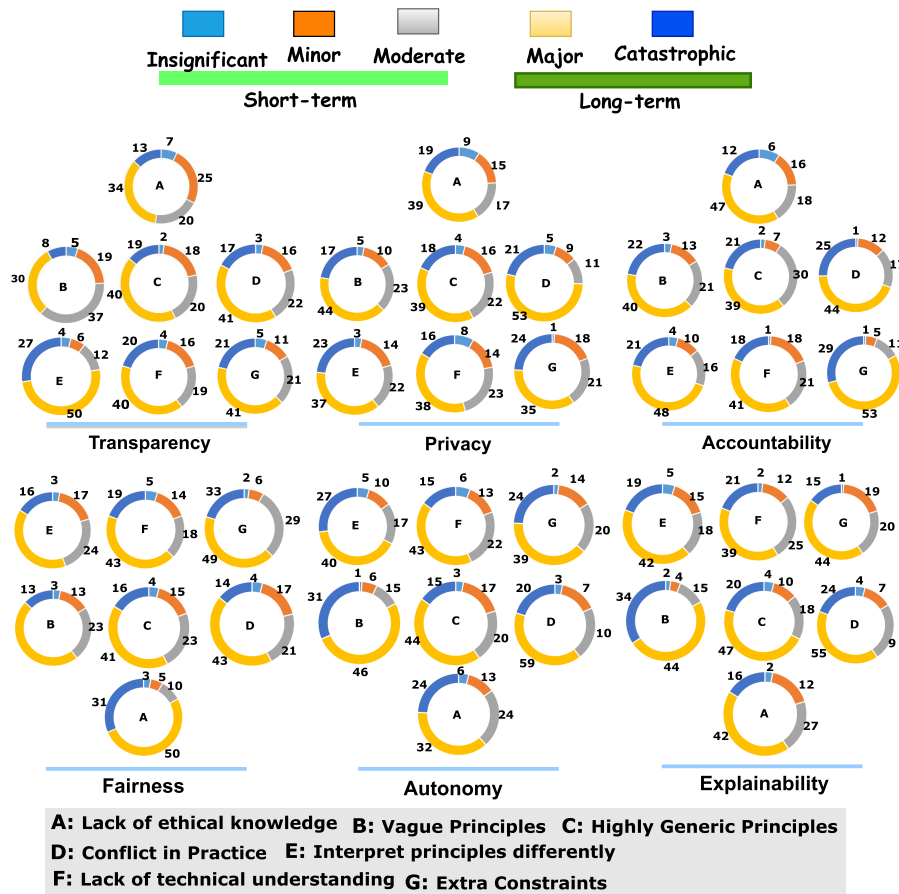 Insignificant Minor Moderate Major Catastrophic
Short-term Long-term
13 7 25 20 34 A
19 9 15 17 39 A
12 6 16 18 47 A
8 5 19 37 30 B
19 2 18 20 40 C
17 3 16 22 41 D
17 5 10 23 44 B
18 4 16 22 39 C
21 5 9 11 53 D
22 3 13 21 40 B
21 2 7 30 39 C
25 1 12 17 44 D
27 4 6 12 50 E
20 4 16 19 40 F
21 5 11 21 41 G
23 3 14 22 37 E
16 8 14 23 38 F
24 1 18 21 35 G
21 4 10 16 48 E
18 1 18 21 41 F
29 1 5 11 53 G
Transparency Privacy Accountability
16 3 17 24 E
19 5 14 18 43 F
33 2 6 29 49 G
27 5 10 17 40 E
15 6 13 22 43 F
24 2 14 20 39 G
19 5 15 18 42 E
21 2 12 25 39 F
15 1 19 20 44 G
13 3 13 23 B
16 4 15 23 41 C
14 4 17 21 43 D
31 1 6 15 46 B
15 3 17 20 44 C
20 3 7 10 59 D
34 2 4 15 44 B
20 4 10 18 47 C
24 4 7 9 55 D
31 3 5 10 50 A
24 6 13 24 32 A
16 2 12 27 42 A
Fairness Autonomy Explainability
A: Lack of ethical knowledge B: Vague Principles C: Highly Generic Principles
D: Conflict in Practice E: Interpret principles differently
F: Lack of technical understanding G: Extra Constraints